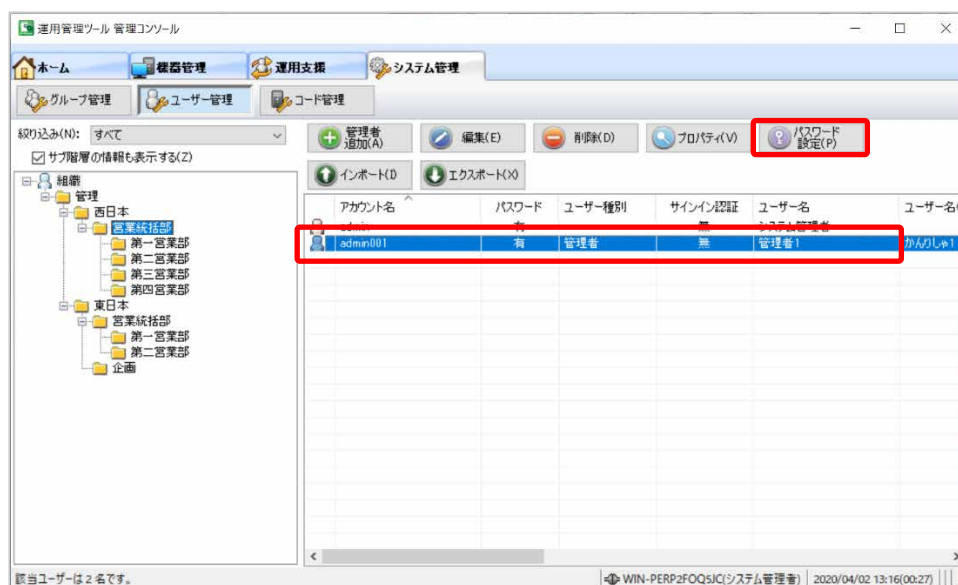 運用管理ツール 管理コンソール
ホーム 機器管理 運用支援 システム管理
グループ管理 ユーザー管理 コード管理
絞り込み(N): すべて
サブ階層の情報も表示する(Z)
組織
管理
西日本
営業統括部
第一営業部
第二営業部
第三営業部
第四営業部
東日本
営業統括部
第一営業部
第二営業部
企画
管理者追加(A) 編集(E) 削除(D) プロパティ(V) パスワード設定(P)
インポート(I) エクスポート(X)
アカウント名 パスワード ユーザー種別 サインイン認証 ユーザー名 ユーザー名(
admin 有 無 システム管理者
admin001 有 管理者 無 管理者1 かんりしゃ1
該当ユーザーは2名です。 WIN-PERP2FOQ5JC(システム管理者) 2020/04/02 13:16(00:27)